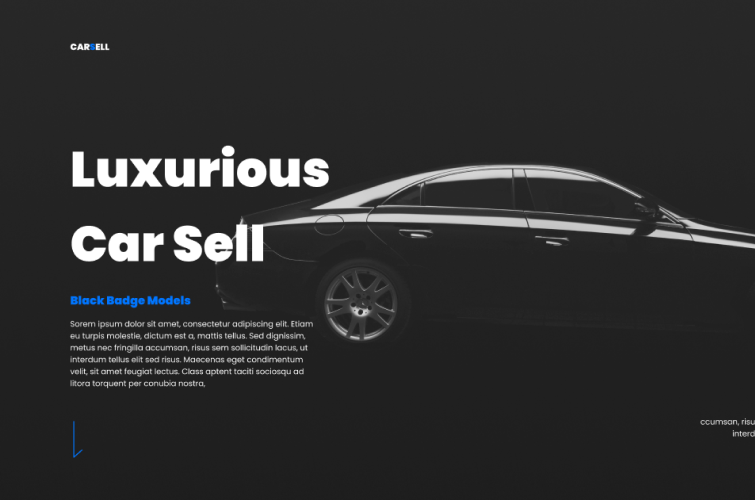 CARSELL
Luxurious
Car Sell
Black Badge Models
Sorem ipsum dolor sit amet, consectetur adipiscing elit. Etiam
eu turpis molestie, dictum est a, mattis tellus. Sed dignissim,
metus nec fringilla accumsan, risus sem sollicitudin lacus, ut
interdum tellus elit sed risus. Maecenas eget condimentum
velit, sit amet feugiat lectus. Class aptent taciti sociosqu ad
litora torquent per conubia nostra,
ccumsan, risu
interd